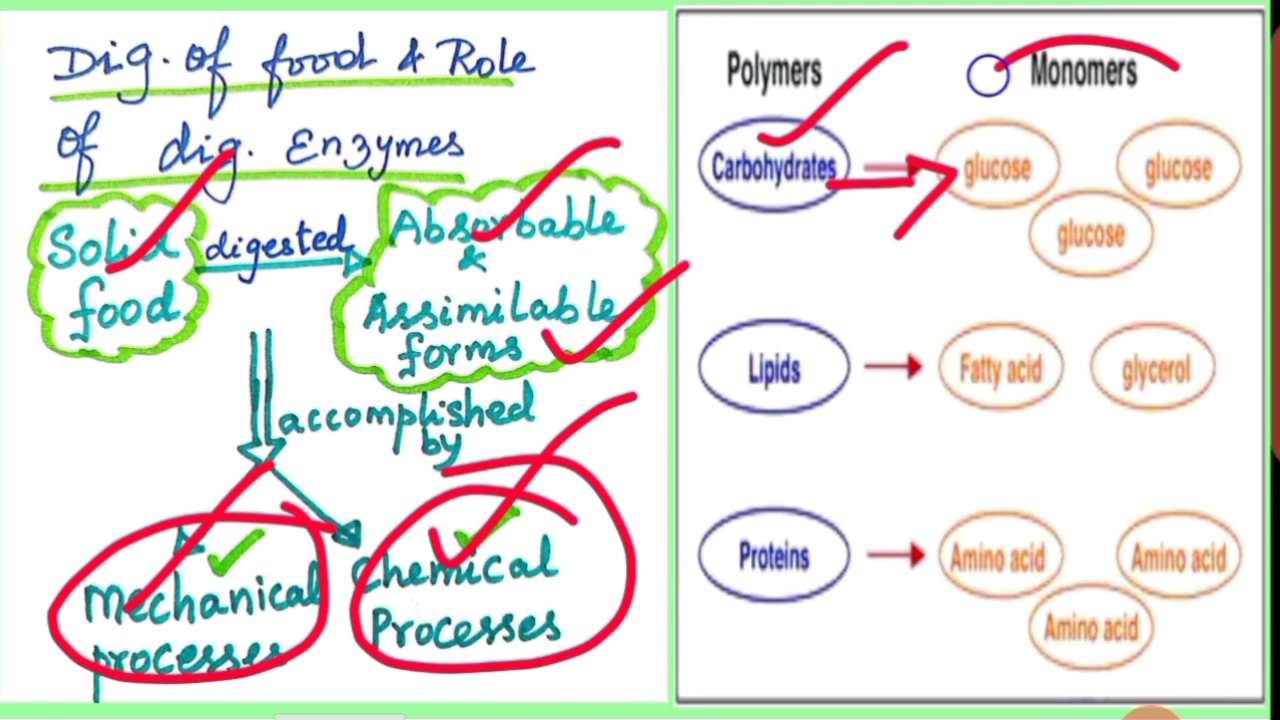 Dig. of food & Role
of dig. Enzymes
Solid
food
digested
Absorbable
&
Assimilable
forms
accomplished
by
Mechanical
processes
Chemical
Processes
Polymers Monomers
Carbohydrates glucose glucose
glucose
Lipids Fatty acid glycerol
Proteins Amino acid Amino acid
Amino acid